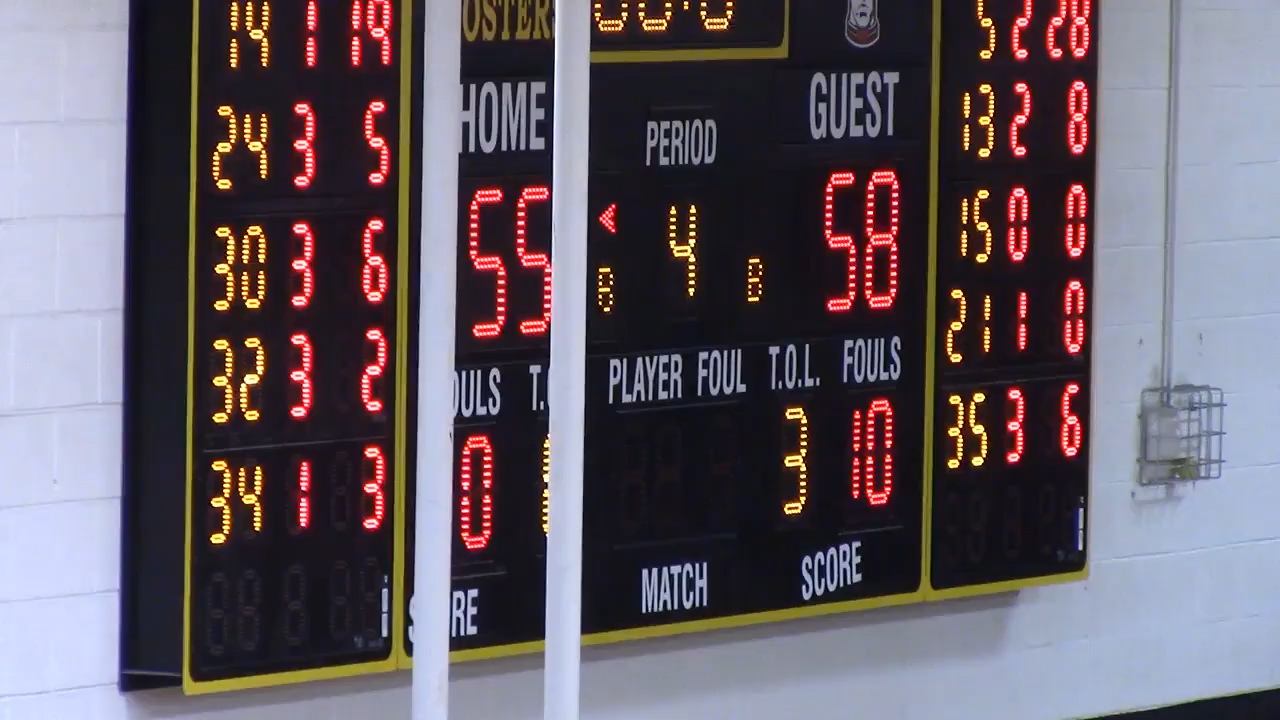 14 1 19
24 3 5
30 3 6
32 3 2
34 1 3
OSTER
HOME
PERIOD
GUEST
55
4
58
B
B
OULS
PLAYER FOUL
T.O.L.
FOULS
0
3
10
MATCH
SCORE
5 2 28
13 2 8
15 0 0
21 1 0
35 3 6